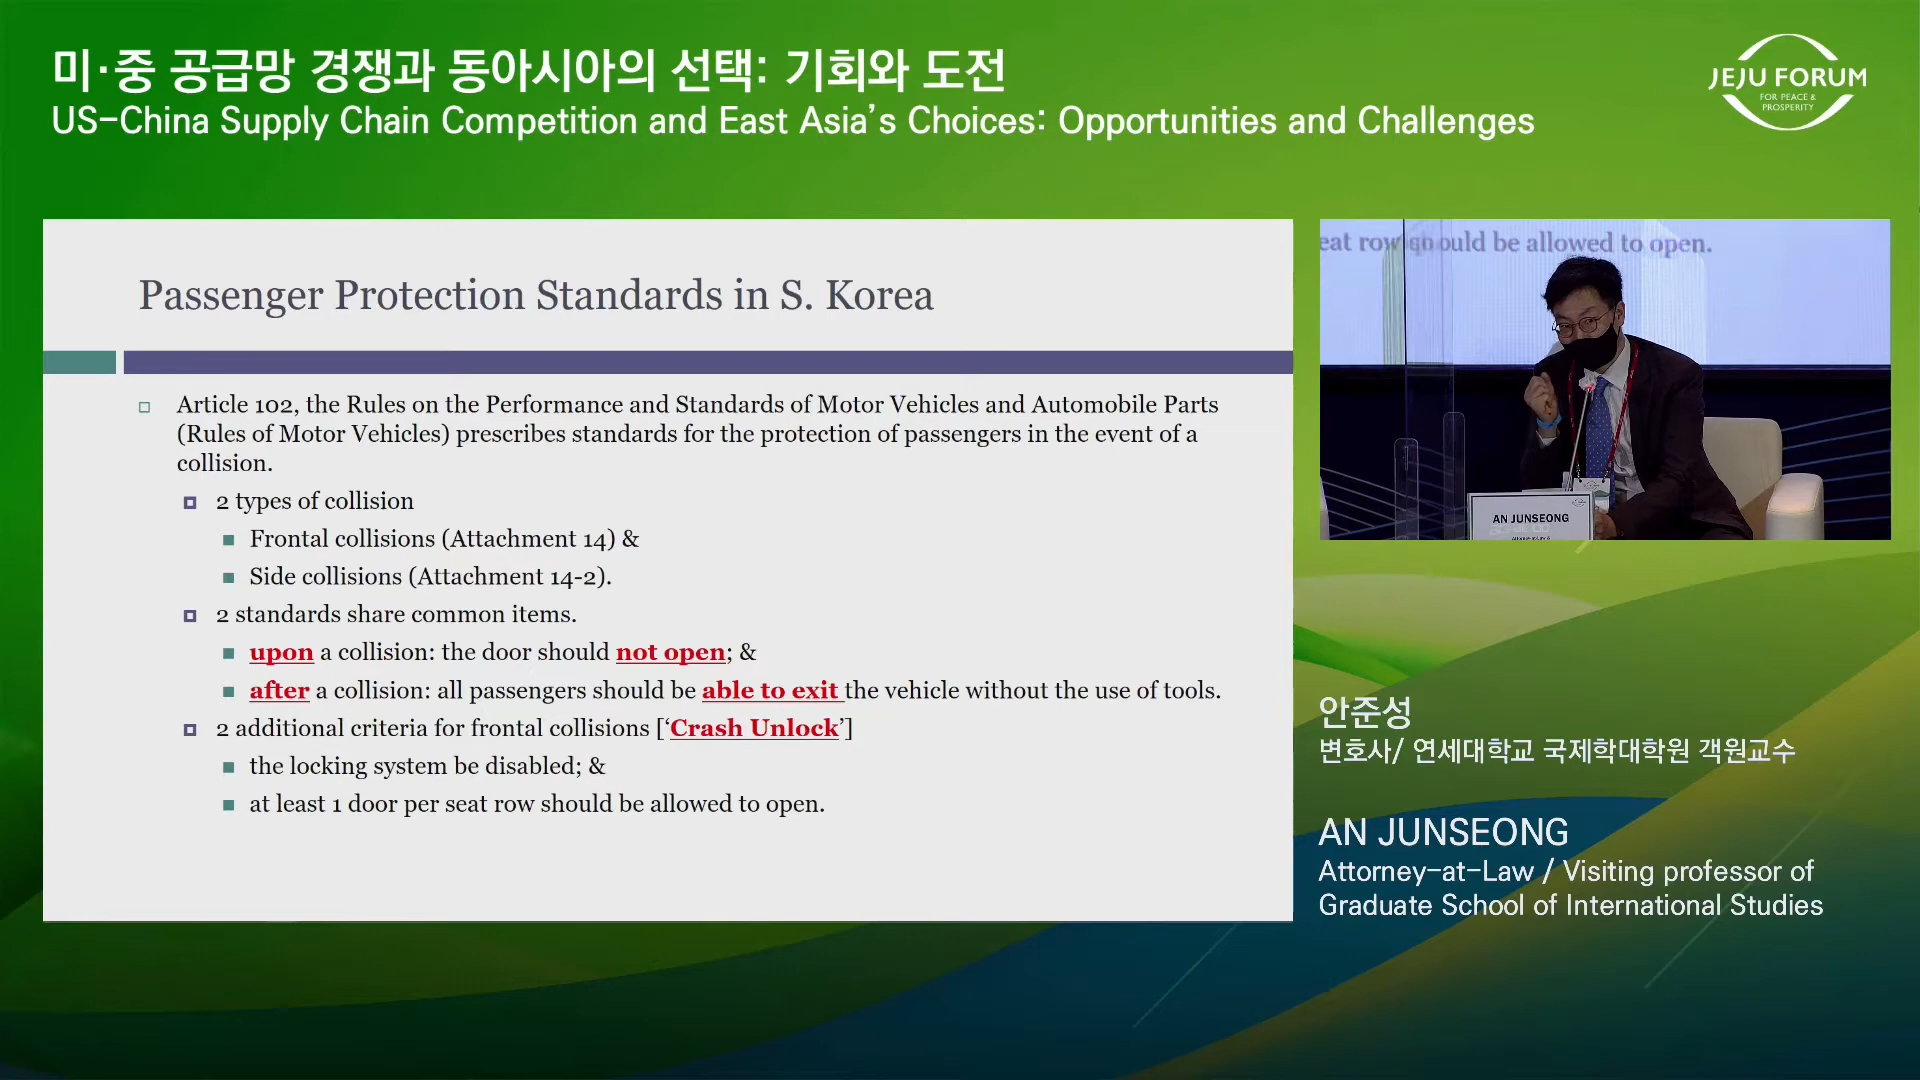 미·중 공급망 경쟁과 동아시아의 선택: 기회와 도전
US-China Supply Chain Competition and East Asia's Choices: Opportunities and Challenges
JEJU FORUM
FOR PEACE &
PROSPERITY
Passenger Protection Standards in S. Korea
Article 102, the Rules on the Performance and Standards of Motor Vehicles and Automobile Parts
(Rules of Motor Vehicles) prescribes standards for the protection of passengers in the event of a
collision.
2 types of collision
Frontal collisions (Attachment 14) &
Side collisions (Attachment 14-2).
2 standards share common items.
upon a collision: the door should not open; &
after a collision: all passengers should be able to exit the vehicle without the use of tools.
2 additional criteria for frontal collisions ['Crash Unlock']
the locking system be disabled; &
at least 1 door per seat row should be allowed to open.
eat row should be allowed to open.
AN JUNSEONG
안준성
변호사/ 연세대학교 국제학대학원 객원교수
AN JUNSEONG
Attorney-at-Law / Visiting professor of
Graduate School of International Studies